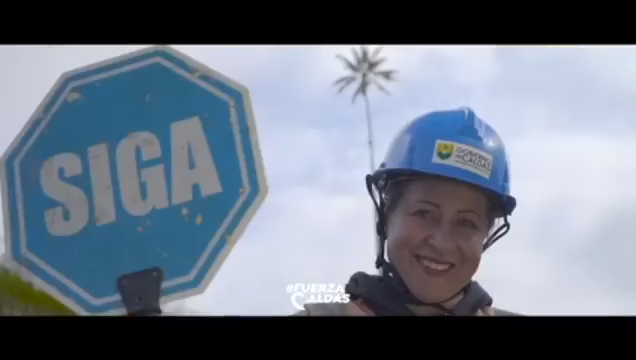 SIGA
GOBIERNO
DE CALDAS
#FUERZA
CALDAS